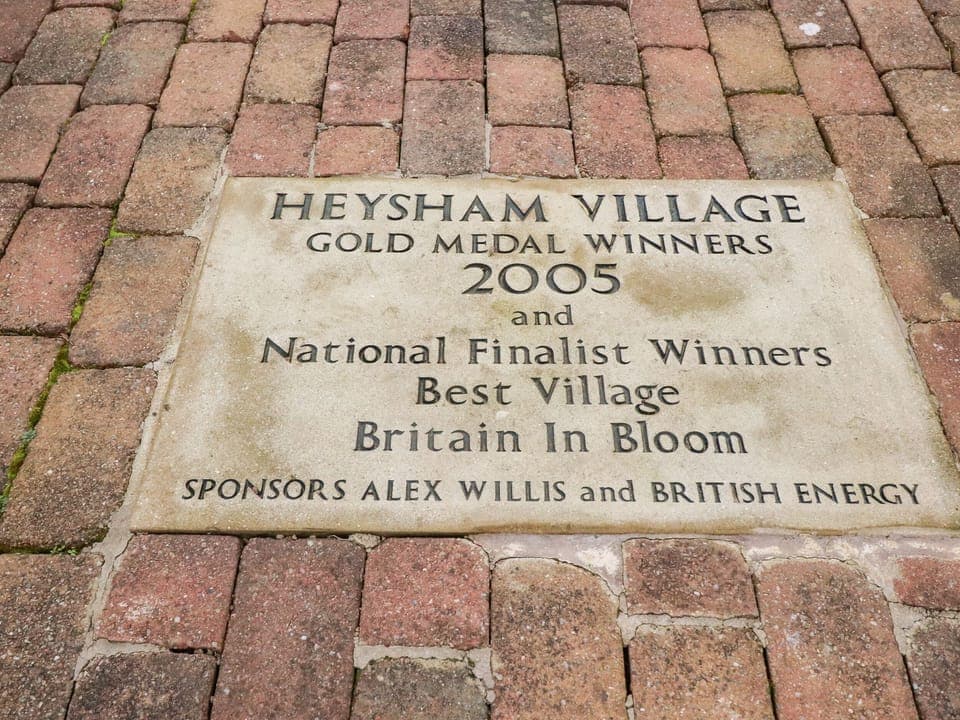 HEYSHAM VILLAGE
GOLD MEDAL WINNERS
2005
and
National Finalist Winners
Best Village
Britain In Bloom
SPONSORS ALEX WILLIS and BRITISH ENERGY